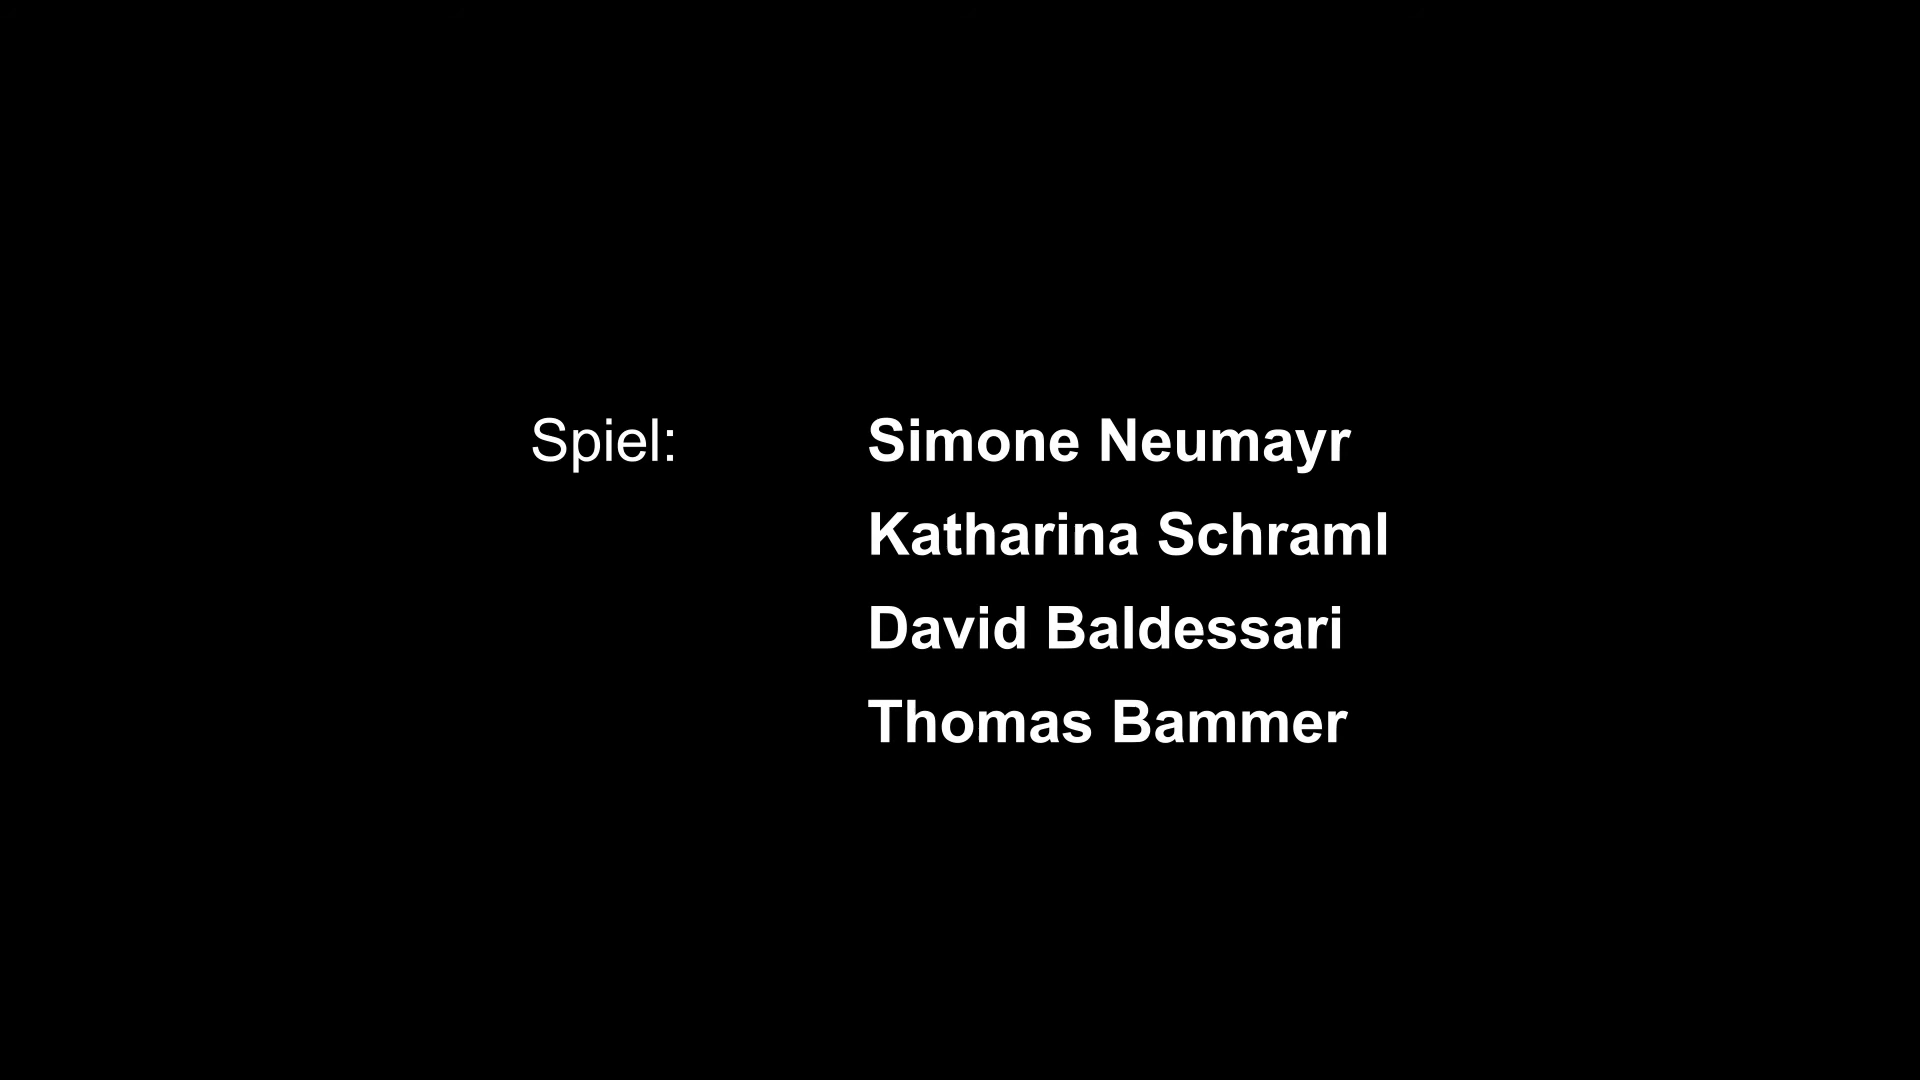 Spiel: Simone Neumayr
Katharina Schraml
David Baldessari
Thomas Bammer